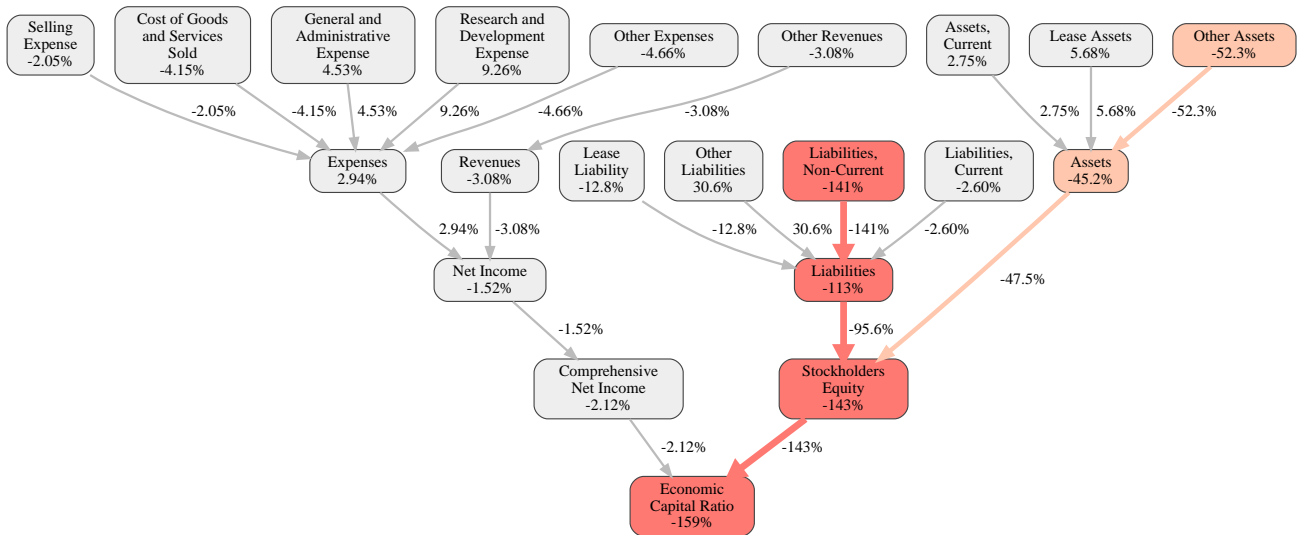 Selling
Expense
-2.05%
Cost of Goods
and Services
Sold
-4.15%
General and
Administrative
Expense
4.53%
Research and
Development
Expense
9.26%
Other Expenses
-4.66%
Other Revenues
-3.08%
Assets,
Current
2.75%
Lease Assets
5.68%
Other Assets
-52.3%
-2.05%
-4.15%
4.53%
9.26%
-4.66%
-3.08%
2.75%
5.68%
-52.3%
Expenses
2.94%
Revenues
-3.08%
Lease
Liability
-12.8%
Other
Liabilities
30.6%
Liabilities,
Non-Current
-141%
Liabilities,
Current
-2.60%
Assets
-45.2%
2.94%
-3.08%
-12.8%
30.6%
-141%
-2.60%
Net Income
-1.52%
Liabilities
-113%
-47.5%
-1.52%
-95.6%
Comprehensive
Net Income
-2.12%
Stockholders
Equity
-143%
-2.12%
-143%
Economic
Capital Ratio
-159%